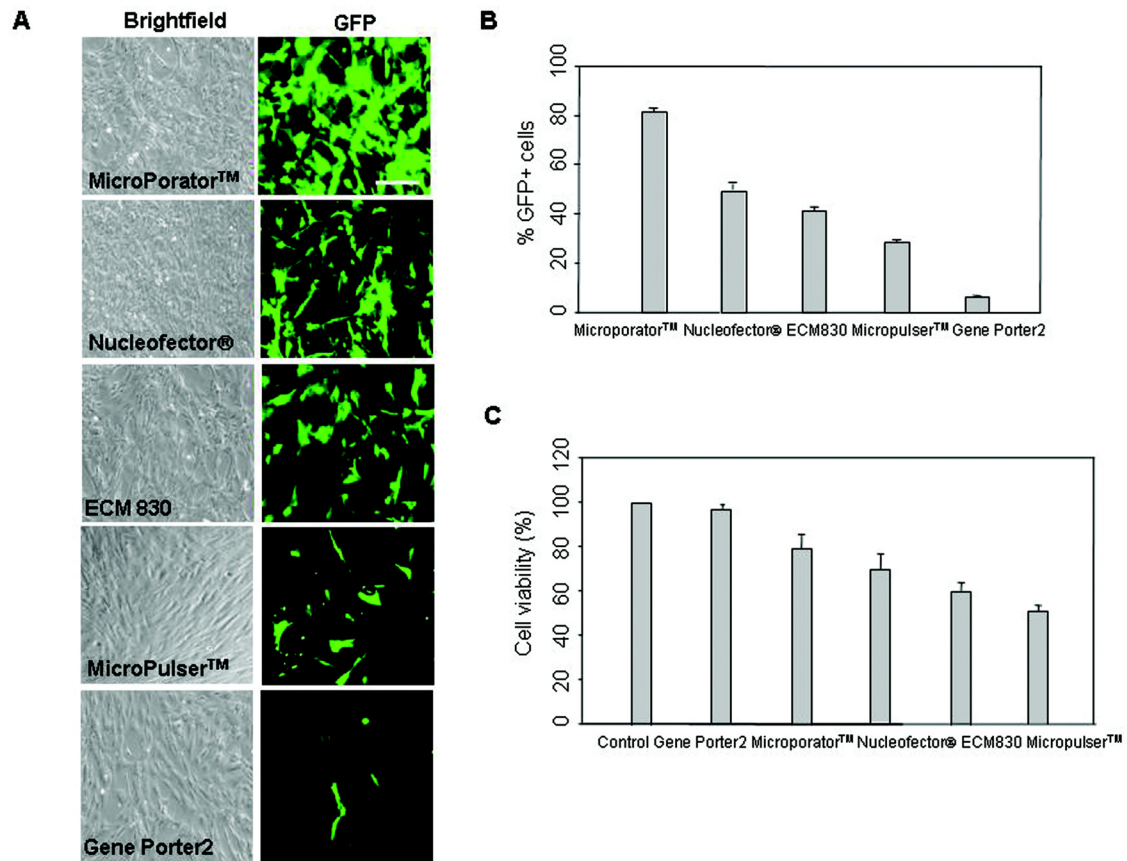 A
Brightfield
GFP
MicroPorator™
Nucleofector®
ECM 830
MicroPulser™
Gene Porter2
B
% GFP+ cells
100
80
60
40
20
0
Microporator™ Nucleofector® ECM830 Micropulser™ Gene Porter2
C
Cell viability (%)
120
100
80
60
40
20
0
Control Gene Porter2 Microporator™ Nucleofector® ECM830 Micropulser™